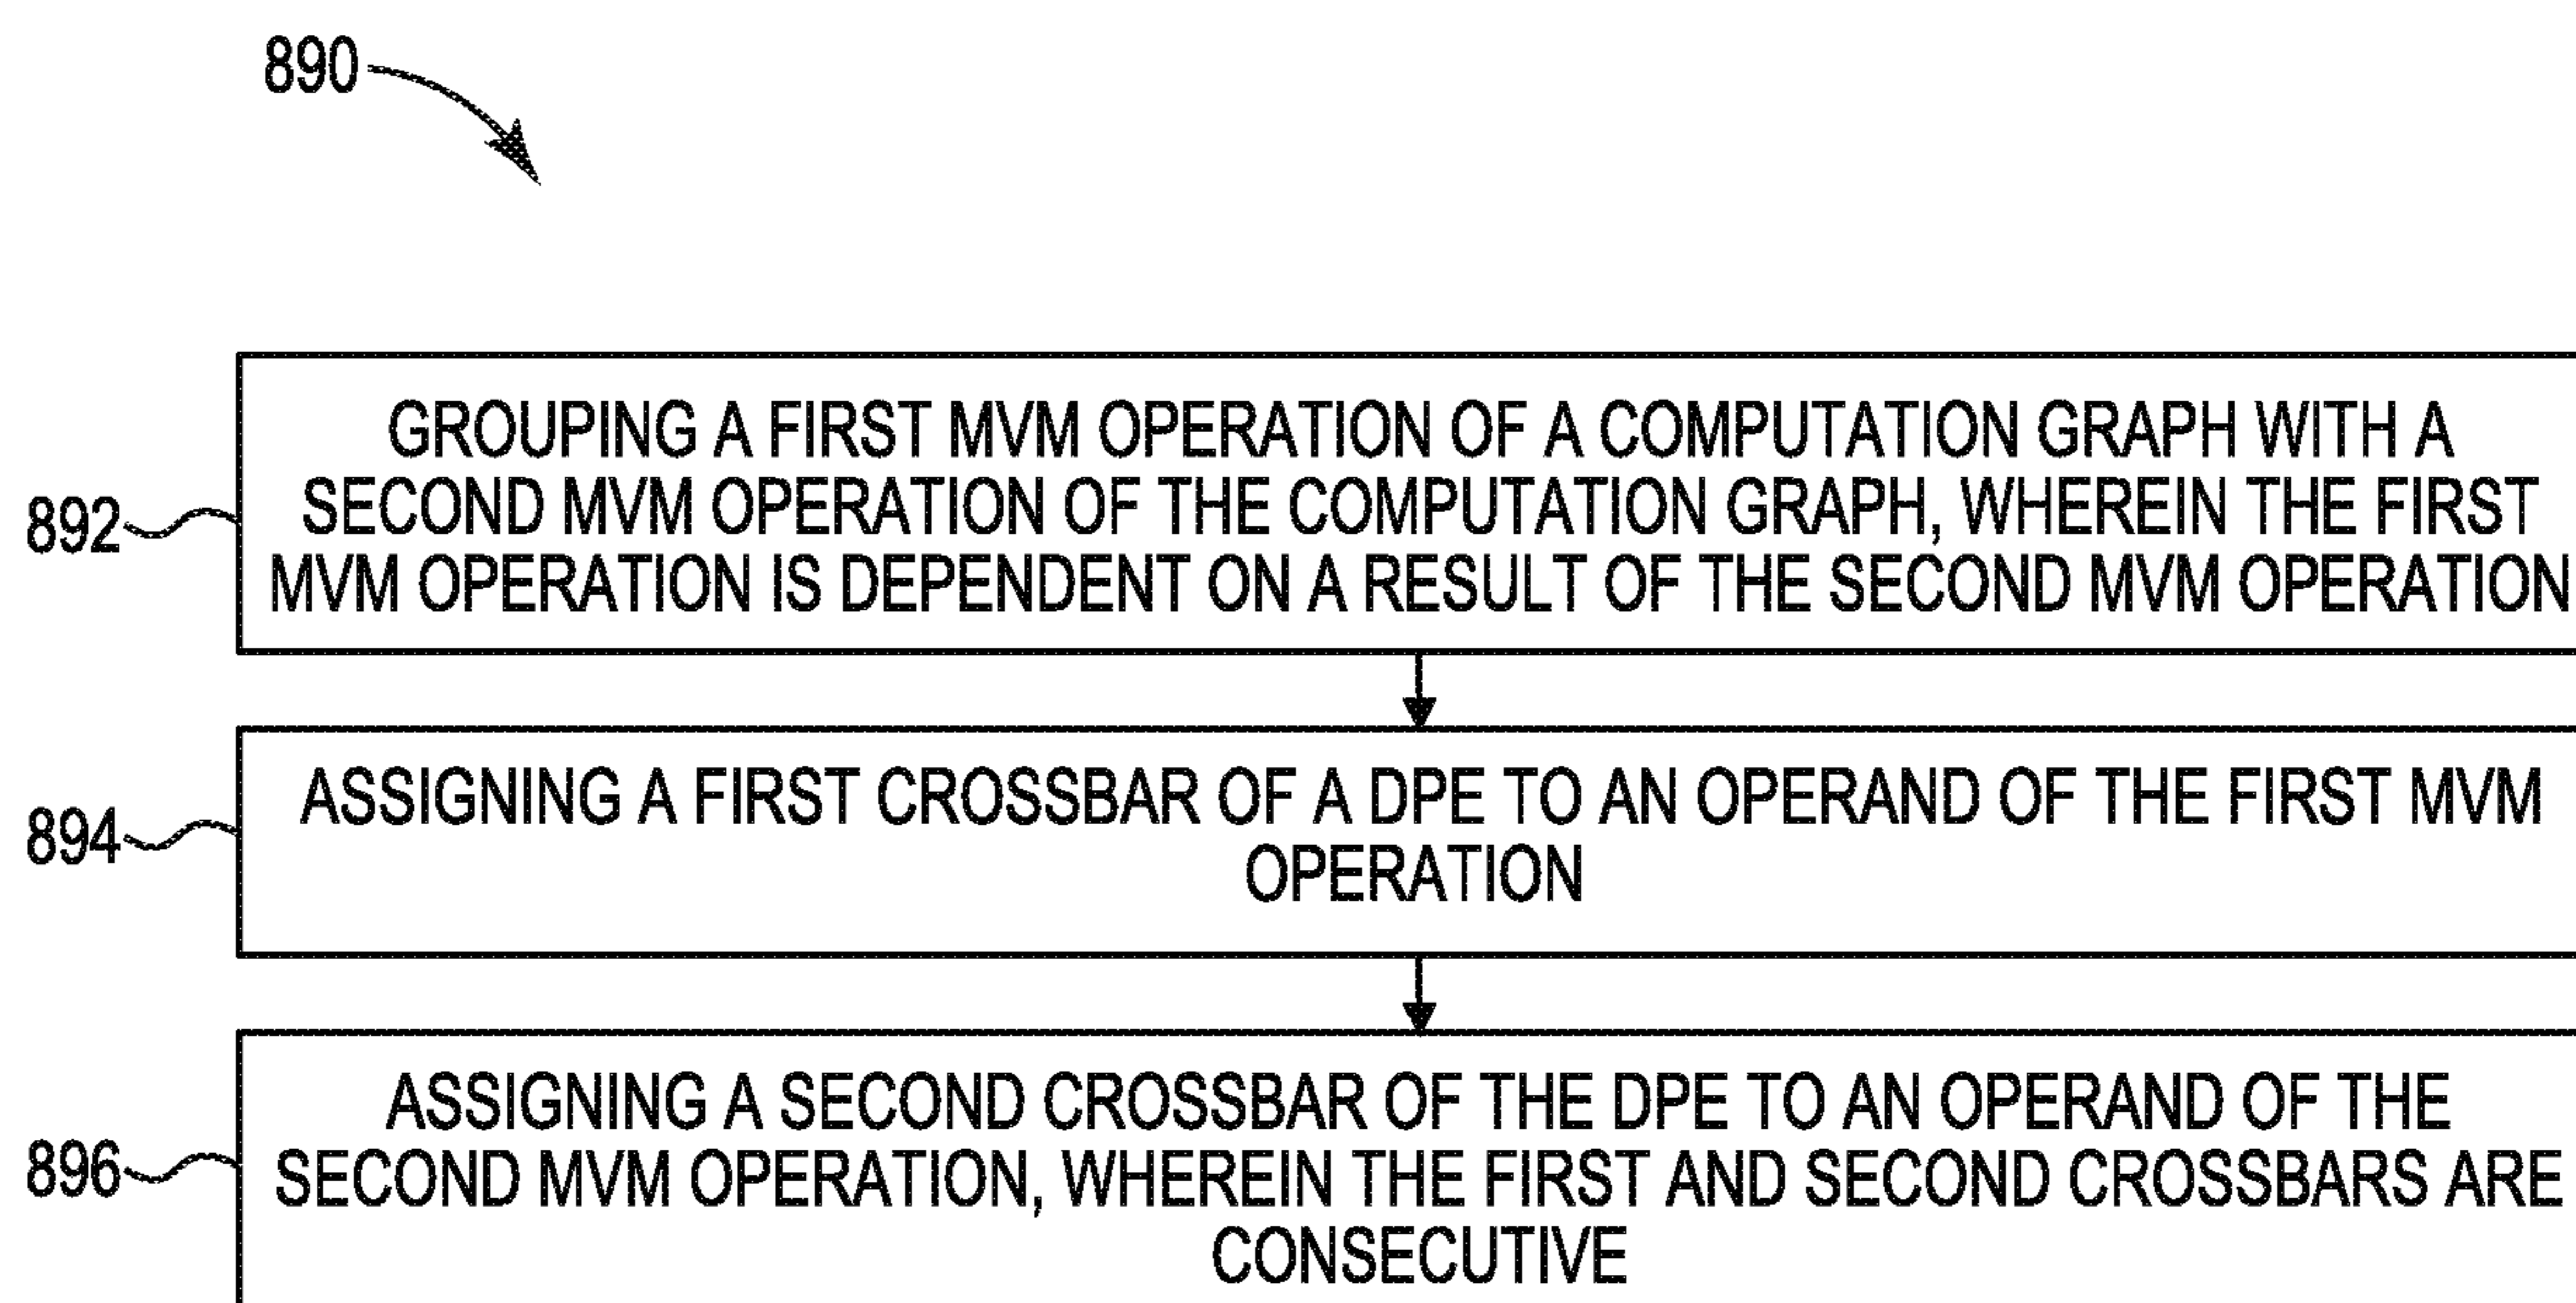 890
892
GROUPING A FIRST MVM OPERATION OF A COMPUTATION GRAPH WITH A
SECOND MVM OPERATION OF THE COMPUTATION GRAPH, WHEREIN THE FIRST
MVM OPERATION IS DEPENDENT ON A RESULT OF THE SECOND MVM OPERATION
894
ASSIGNING A FIRST CROSSBAR OF A DPE TO AN OPERAND OF THE FIRST MVM
OPERATION
896
ASSIGNING A SECOND CROSSBAR OF THE DPE TO AN OPERAND OF THE
SECOND MVM OPERATION, WHEREIN THE FIRST AND SECOND CROSSBARS ARE
CONSECUTIVE